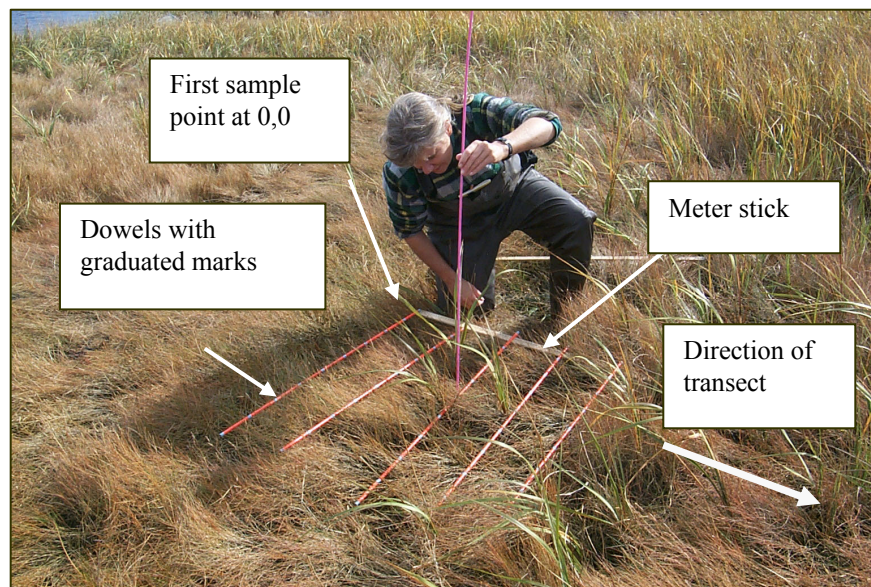 First sample
point at 0,0
Dowels with
graduated marks
Meter stick
Direction of
transect